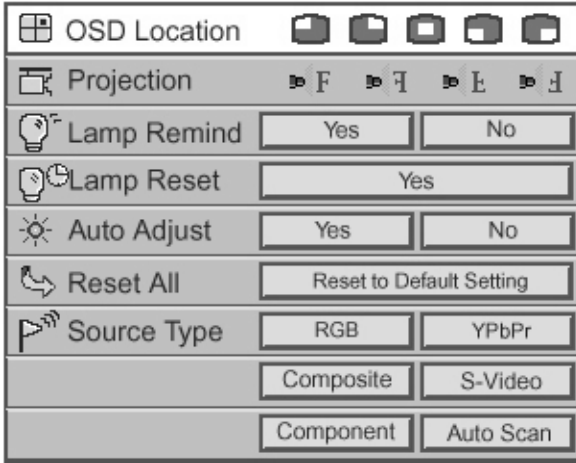 OSD Location
Projection F F F F
Lamp Remind Yes No
Lamp Reset Yes
Auto Adjust Yes No
Reset All Reset to Default Setting
Source Type RGB YPbPr
Composite S-Video
Component Auto Scan